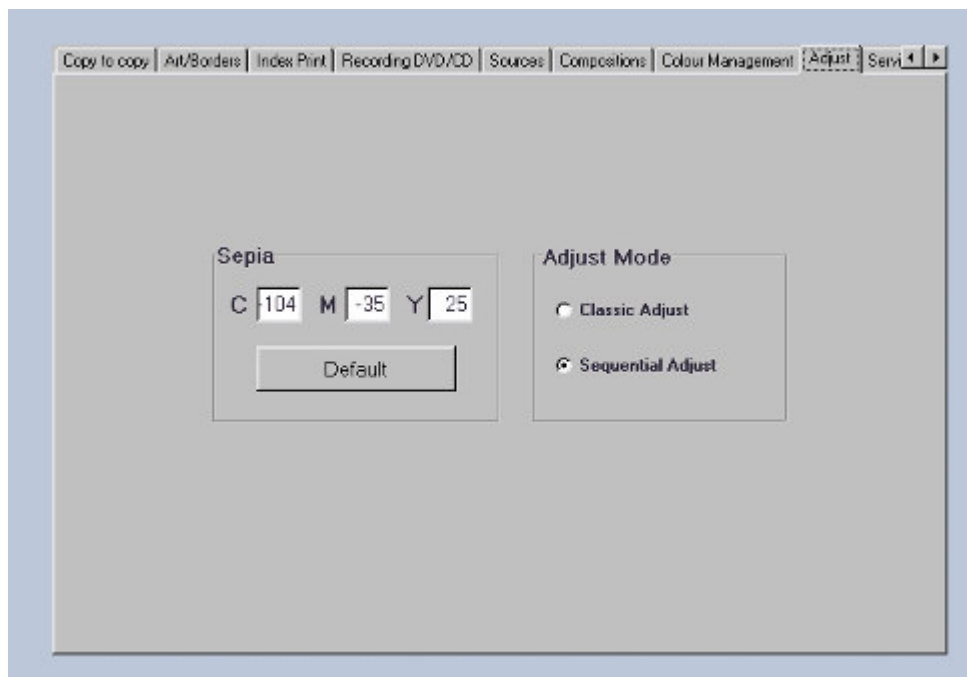 Copy to copy Art/Borders Index Print Recording DVD/CD Sources Compositions Colour Management Adjust Servi
Sepia Adjust Mode
C -104 M -35 Y 25 Classic Adjust
Default Sequential Adjust